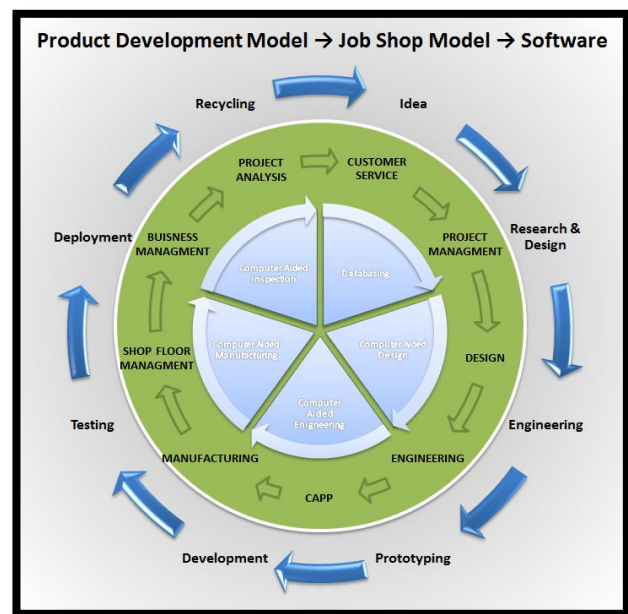 Product Development Model → Job Shop Model → Software
Recycling
Idea
Research &
Design
Engineering
Prototyping
Development
Testing
Deployment
PROJECT
ANALYSIS
CUSTOMER
SERVICE
PROJECT
MANAGMENT
DESIGN
ENGINEERING
CAPP
MANUFACTURING
SHOP FLOOR
MANAGMENT
BUISNESS
MANAGMENT
Computer Aided
Inspection
Databasing
Computer Aided
Design
Computer
Aided
Enigneering
Computer Aided
Manufacturing